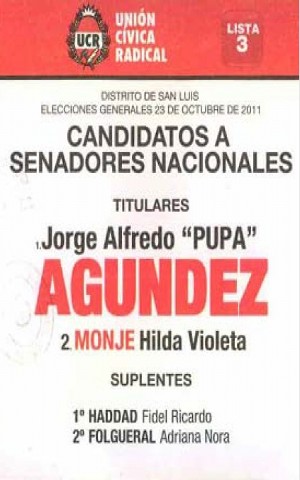 UCR
UNIÓN
CÍVICA
RADICAL
LISTA
3
DISTRITO DE SAN LUIS
ELECCIONES GENERALES 23 DE OCTUBRE DE 2011
CANDIDATOS A
SENADORES NACIONALES
TITULARES
1.Jorge Alfredo “PUPA”
AGUNDEZ
2. MONJE Hilda Violeta
SUPLENTES
1º HADDAD Fidel Ricardo
2º FOLGUERAL Adriana Nora